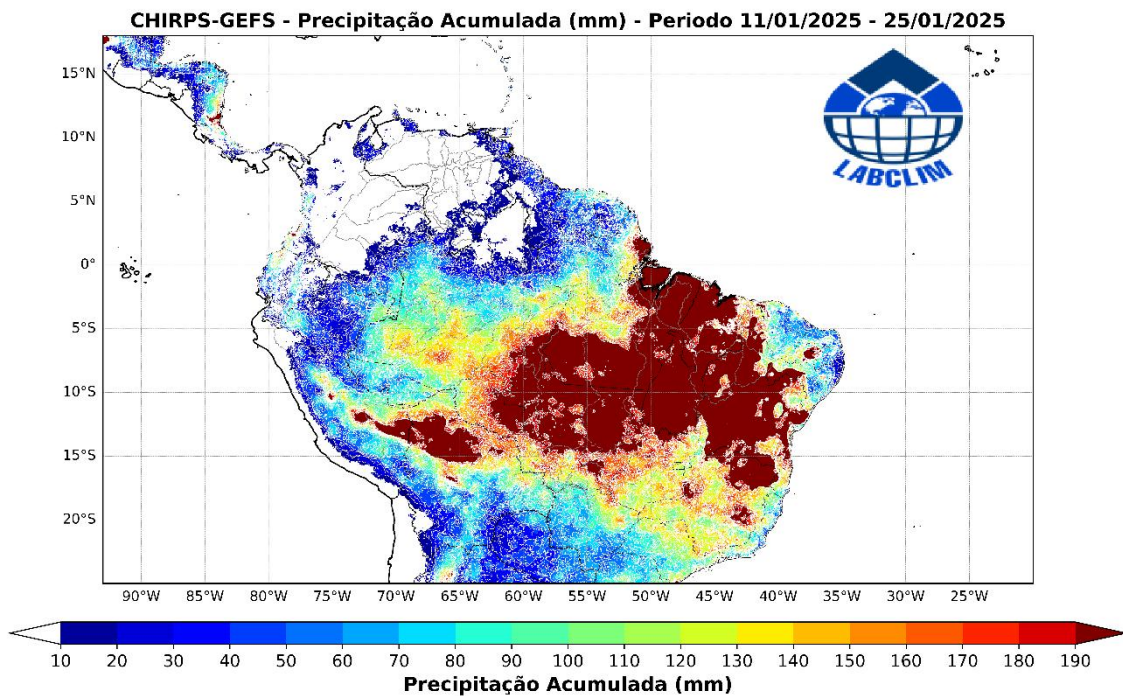 CHIRPS-GEFS - Precipitação Acumulada (mm) - Periodo 11/01/2025 - 25/01/2025
15°N
10°N
5°N
0°
5°S
10°S
15°S
20°S
LABCLIM
90°W 85°W 80°W 75°W 70°W 65°W 60°W 55°W 50°W 45°W 40°W 35°W 30°W 25°W
10 20 30 40 50 60 70 80 90 100 110 120 130 140 150 160 170 180 190
Precipitação Acumulada (mm)